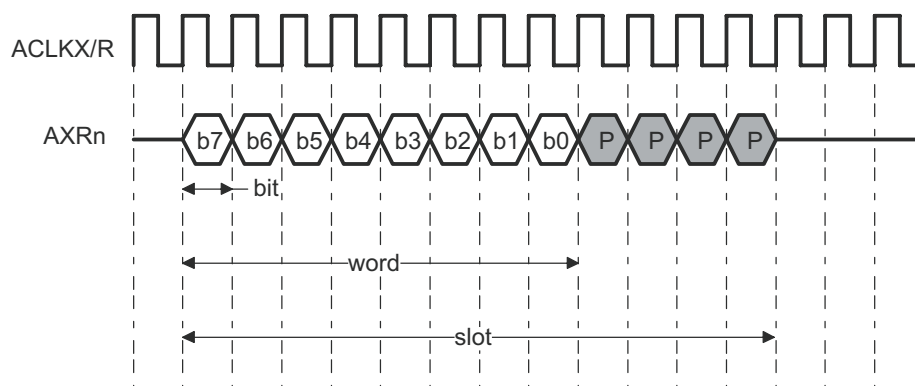 ACLKX/R
AXRn b7 b6 b5 b4 b3 b2 b1 b0 P P P P
bit
word
slot